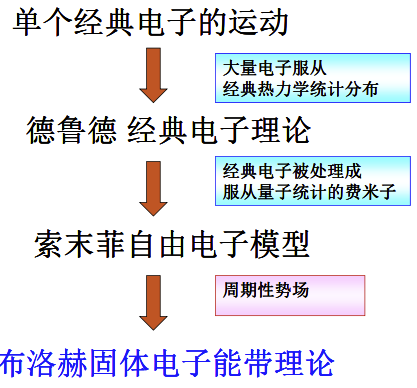 单个经典电子的运动
大量电子服从
经典热力学统计分布
德鲁德 经典电子理论
经典电子被处理成
服从量子统计的费米子
索末菲自由电子模型
周期性势场
布洛赫固体电子能带理论